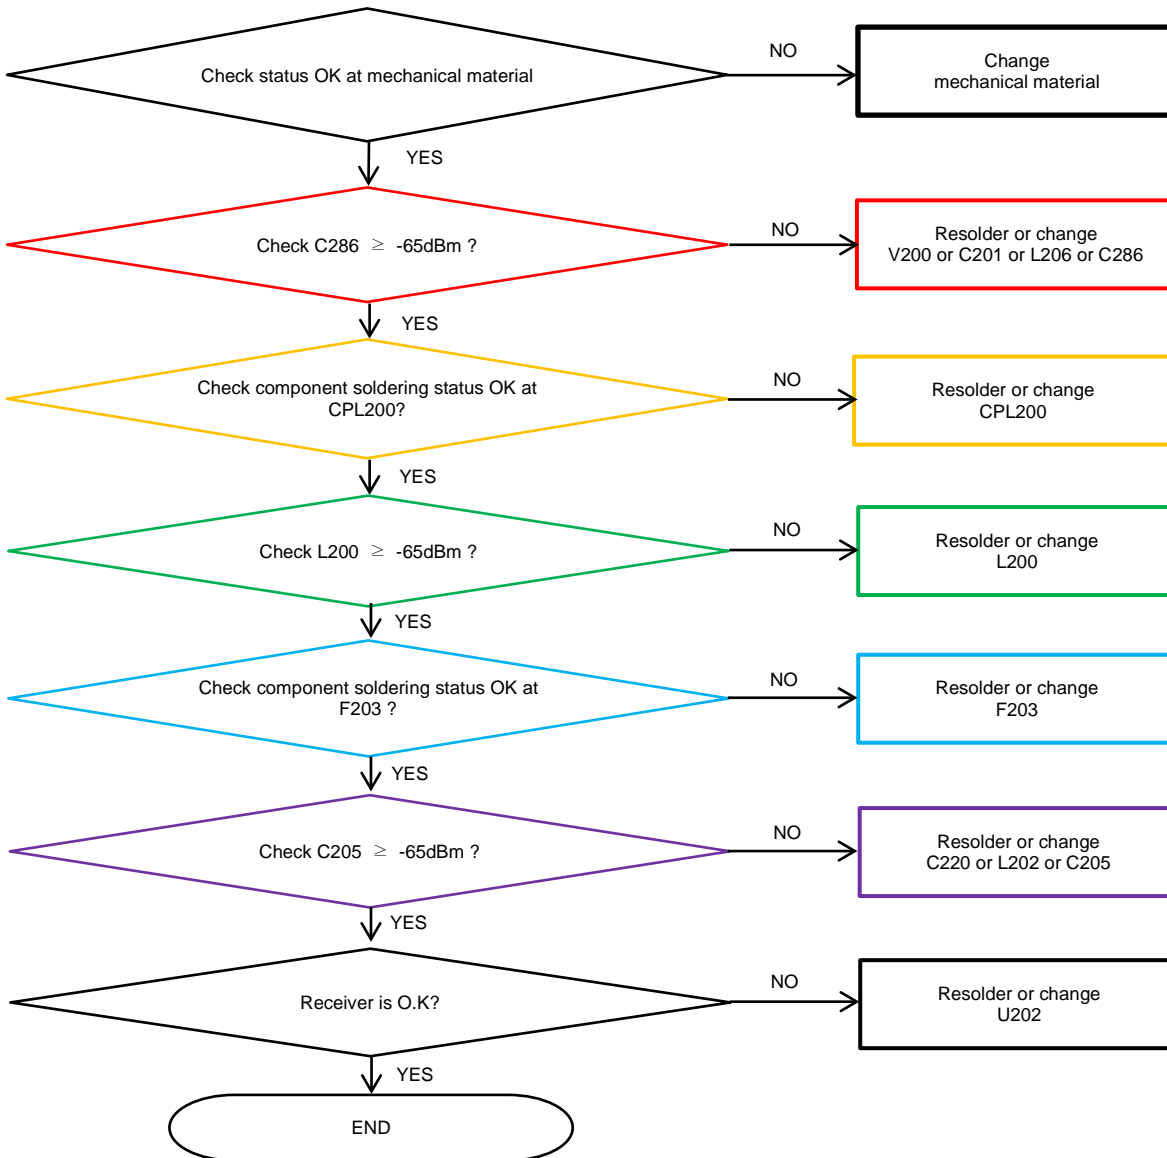 Check status OK at mechanical material
NO
Change
mechanical material
YES
Check C286 ≥ -65dBm ?
NO
Resolder or change
V200 or C201 or L206 or C286
YES
Check component soldering status OK at
CPL200?
NO
Resolder or change
CPL200
YES
Check L200 ≥ -65dBm ?
NO
Resolder or change
L200
YES
Check component soldering status OK at
F203 ?
NO
Resolder or change
F203
YES
Check C205 ≥ -65dBm ?
NO
Resolder or change
C220 or L202 or C205
YES
Receiver is O.K?
NO
Resolder or change
U202
YES
END